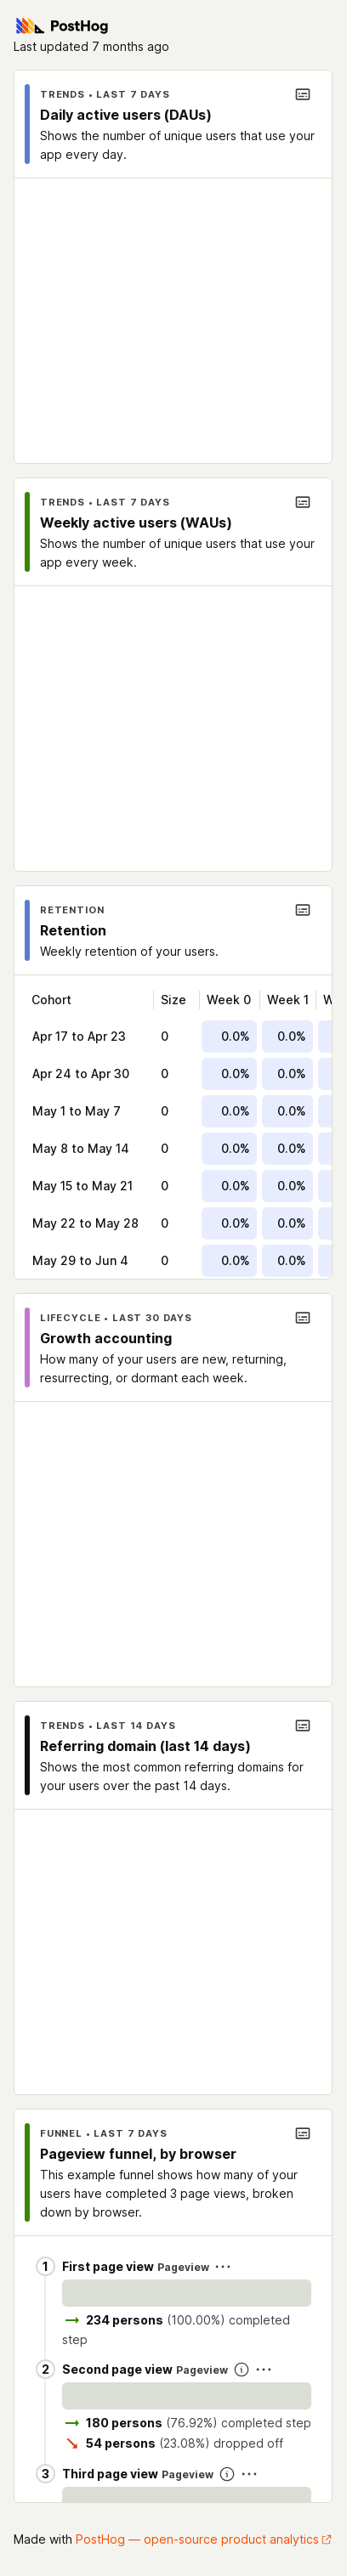 PostHog
Last updated 7 months ago
TRENDS • LAST 7 DAYS
Daily active users (DAUs)
Shows the number of unique users that use your
app every day.
TRENDS • LAST 7 DAYS
Weekly active users (WAUs)
Shows the number of unique users that use your
app every week.
RETENTION
Retention
Weekly retention of your users.
Cohort Size Week 0 Week 1
Apr 17 to Apr 23 0 0.0% 0.0%
Apr 24 to Apr 30 0 0.0% 0.0%
May 1 to May 7 0 0.0% 0.0%
May 8 to May 14 0 0.0% 0.0%
May 15 to May 21 0 0.0% 0.0%
May 22 to May 28 0 0.0% 0.0%
May 29 to Jun 4 0 0.0% 0.0%
LIFECYCLE • LAST 30 DAYS
Growth accounting
How many of your users are new, returning,
resurrecting, or dormant each week.
TRENDS • LAST 14 DAYS
Referring domain (last 14 days)
Shows the most common referring domains for
your users over the past 14 days.
FUNNEL • LAST 7 DAYS
Pageview funnel, by browser
This example funnel shows how many of your
users have completed 3 page views, broken
down by browser.
1 First page view Pageview
234 persons (100.00%) completed
step
2 Second page view Pageview
180 persons (76.92%) completed step
54 persons (23.08%) dropped off
3 Third page view Pageview
Made with PostHog — open-source product analytics